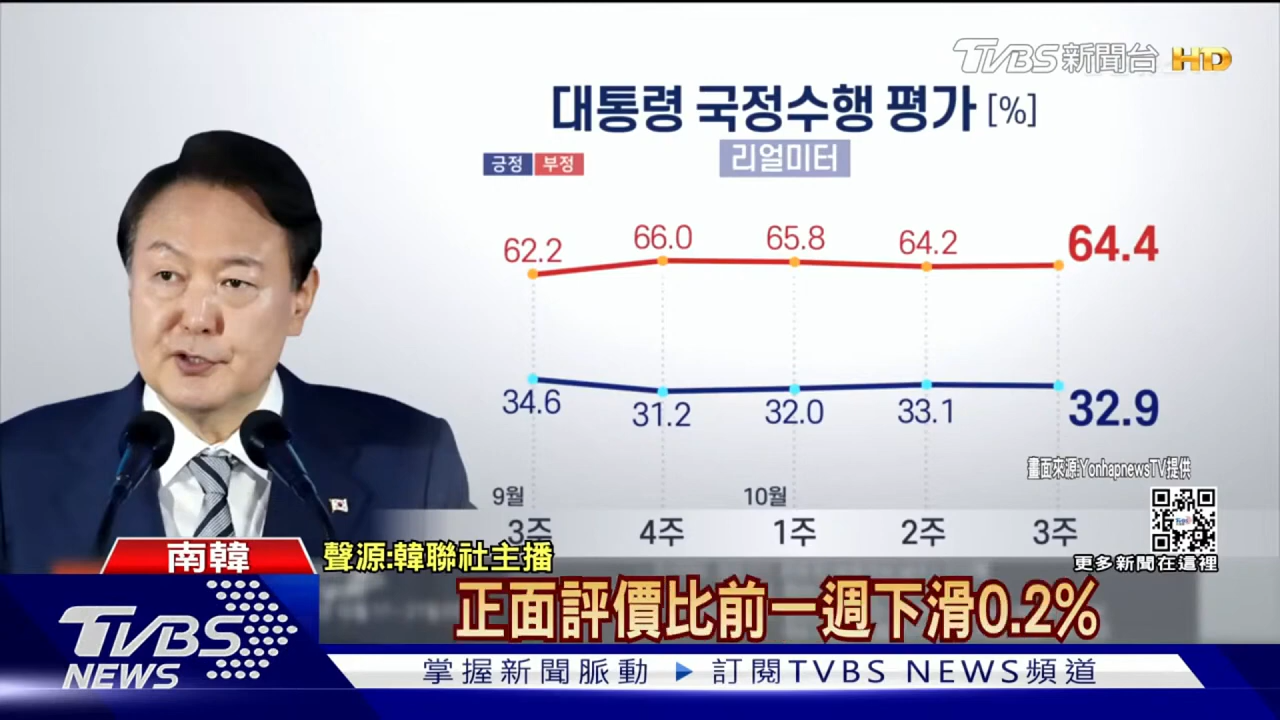 TVBS新聞台 HD
대통령 국정수행 평가 [%]
긍정 부정
리얼미터
62.2 66.0 65.8 64.2 64.4
34.6 31.2 32.0 33.1 32.9
畫面來源:YonhapnewsTV提供
9월 10월
3주 4주 1주 2주 3주
更多新聞在這裡
南韓
聲源:韓聯社主播
正面評價比前一週下滑0.2%
TVBS
NEWS
掌握新聞脈動 ▶ 訂閱TVBS NEWS頻道